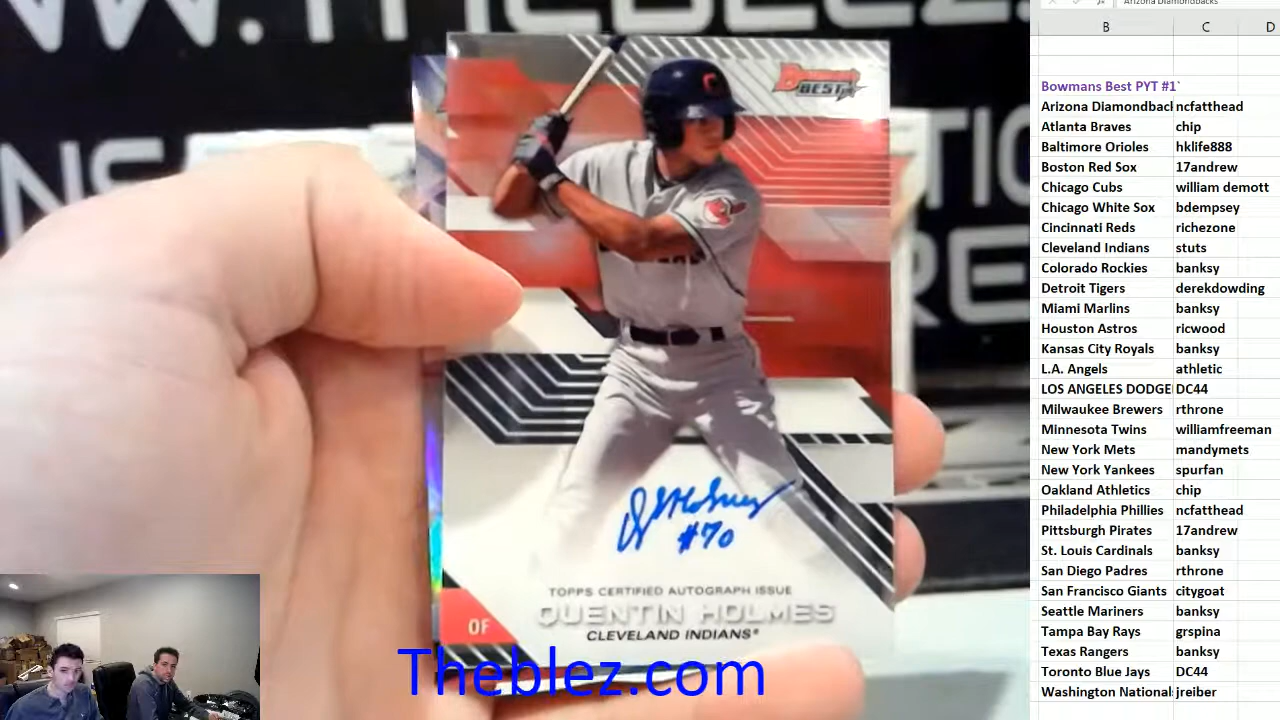 WWW.THEBLEZ.
Arizona Diamondbacks
B C D
Bowmans Best PYT #1`
Arizona Diamondback ncfatthead
Atlanta Braves chip
Baltimore Orioles hklife888
Boston Red Sox 17andrew
Chicago Cubs william demott
Chicago White Sox bdempsey
Cincinnati Reds richezone
Cleveland Indians stuts
Colorado Rockies banksy
Detroit Tigers derekdowding
Miami Marlins banksy
Houston Astros ricwood
Kansas City Royals banksy
L.A. Angels athletic
LOS ANGELES DODGE DC44
Milwaukee Brewers rthrone
Minnesota Twins williamfreeman
New York Mets mandymets
New York Yankees spurfan
Oakland Athletics chip
Philadelphia Phillies ncfatthead
Pittsburgh Pirates 17andrew
St. Louis Cardinals banksy
San Diego Padres rthrone
San Francisco Giants citygoat
Seattle Mariners banksy
Tampa Bay Rays grspina
Texas Rangers banksy
Toronto Blue Jays DC44
Washington National jreiber
BOWMAN'S
BEST
C
#70
TOPPS CERTIFIED AUTOGRAPH ISSUE
QUENTIN HOLMES
OF
CLEVELAND INDIANS®
Theblez.com